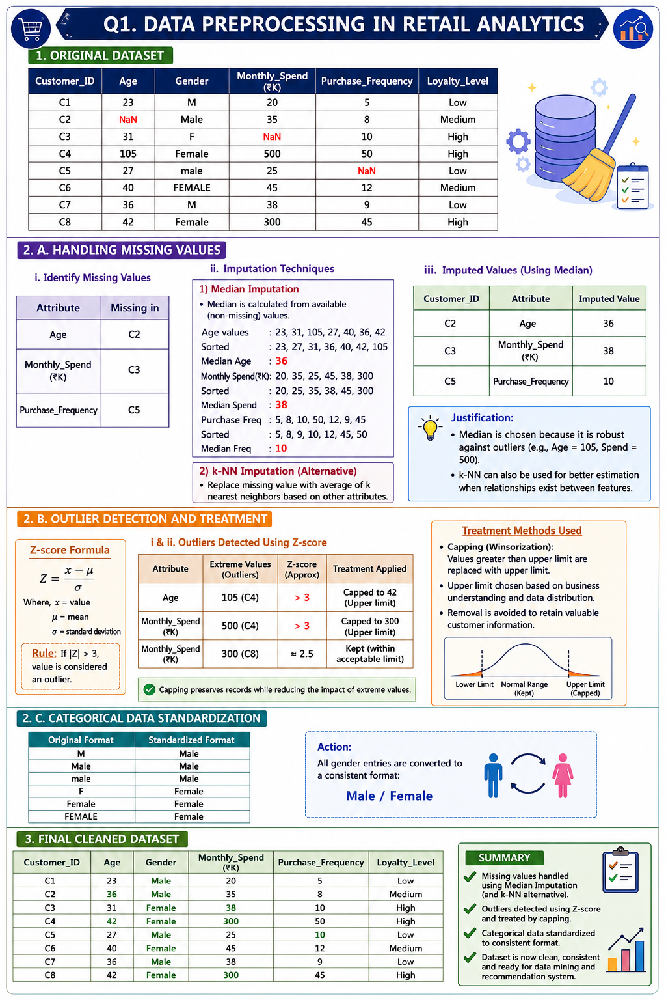 Q1. DATA PREPROCESSING IN RETAIL ANALYTICS
1. ORIGINAL DATASET
Customer_ID Age Gender Monthly_Spend (₹K) Purchase_Frequency Loyalty_Level
C1 23 M 20 5 Low
C2 NaN Male 35 8 Medium
C3 31 F NaN 10 High
C4 105 Female 500 50 High
C5 27 male 25 NaN Low
C6 40 FEMALE 45 12 Medium
C7 36 M 38 9 Low
C8 42 Female 300 45 High
2. A. HANDLING MISSING VALUES
i. Identify Missing Values
Attribute Missing in
Age C2
Monthly_Spend (₹K) C3
Purchase_Frequency C5
ii. Imputation Techniques
1) Median Imputation
• Median is calculated from available
(non-missing) values.
Age values : 23, 31, 105, 27, 40, 36, 42
Sorted : 23, 27, 31, 36, 40, 42, 105
Median Age : 36
Monthly Spend(₹K): 20, 35, 25, 45, 38, 300
Sorted : 20, 25, 35, 38, 45, 300
Median Spend : 38
Purchase Freq : 5, 8, 10, 50, 12, 9, 45
Sorted : 5, 8, 9, 10, 12, 45, 50
Median Freq : 10
2) k-NN Imputation (Alternative)
• Replace missing value with average of k
nearest neighbors based on other attributes.
iii. Imputed Values (Using Median)
Customer_ID Attribute Imputed Value
C2 Age 36
C3 Monthly_Spend (₹K) 38
C5 Purchase_Frequency 10
Justification:
• Median is chosen because it is robust
against outliers (e.g., Age = 105, Spend =
500).
• k-NN can also be used for better estimation
when relationships exist between features.
2. B. OUTLIER DETECTION AND TREATMENT
Z-score Formula
Z = (x − μ) / σ
Where, x = value
μ = mean
σ = standard deviation
Rule: If |Z| > 3,
value is considered
an outlier.
i & ii. Outliers Detected Using Z-score
Attribute Extreme Values (Outliers) Z-score (Approx) Treatment Applied
Age 105 (C4) > 3 Capped to 42 (Upper limit)
Monthly_Spend (₹K) 500 (C4) > 3 Capped to 300 (Upper limit)
Monthly_Spend (₹K) 300 (C8) ≈ 2.5 Kept (within acceptable limit)
Capping preserves records while reducing the impact of extreme values.
Treatment Methods Used
• Capping (Winsorization):
Values greater than upper limit are
replaced with upper limit.
• Upper limit chosen based on business
understanding and data distribution.
• Removal is avoided to retain valuable
customer information.
Lower Limit Normal Range (Kept) Upper Limit (Capped)
2. C. CATEGORICAL DATA STANDARDIZATION
Original Format Standardized Format
M Male
Male Male
male Male
F Female
Female Female
FEMALE Female
Action:
All gender entries are converted to
a consistent format:
Male / Female
3. FINAL CLEANED DATASET
Customer_ID Age Gender Monthly_Spend (₹K) Purchase_Frequency Loyalty_Level
C1 23 Male 20 5 Low
C2 36 Male 35 8 Medium
C3 31 Female 38 10 High
C4 42 Female 300 50 High
C5 27 Male 25 10 Low
C6 40 Female 45 12 Medium
C7 36 Male 38 9 Low
C8 42 Female 300 45 High
SUMMARY
Missing values handled
using Median Imputation
(and k-NN alternative).
Outliers detected using Z-score
and treated by capping.
Categorical data standardized
to consistent format.
Dataset is now clean, consistent
and ready for data mining and
recommendation system.